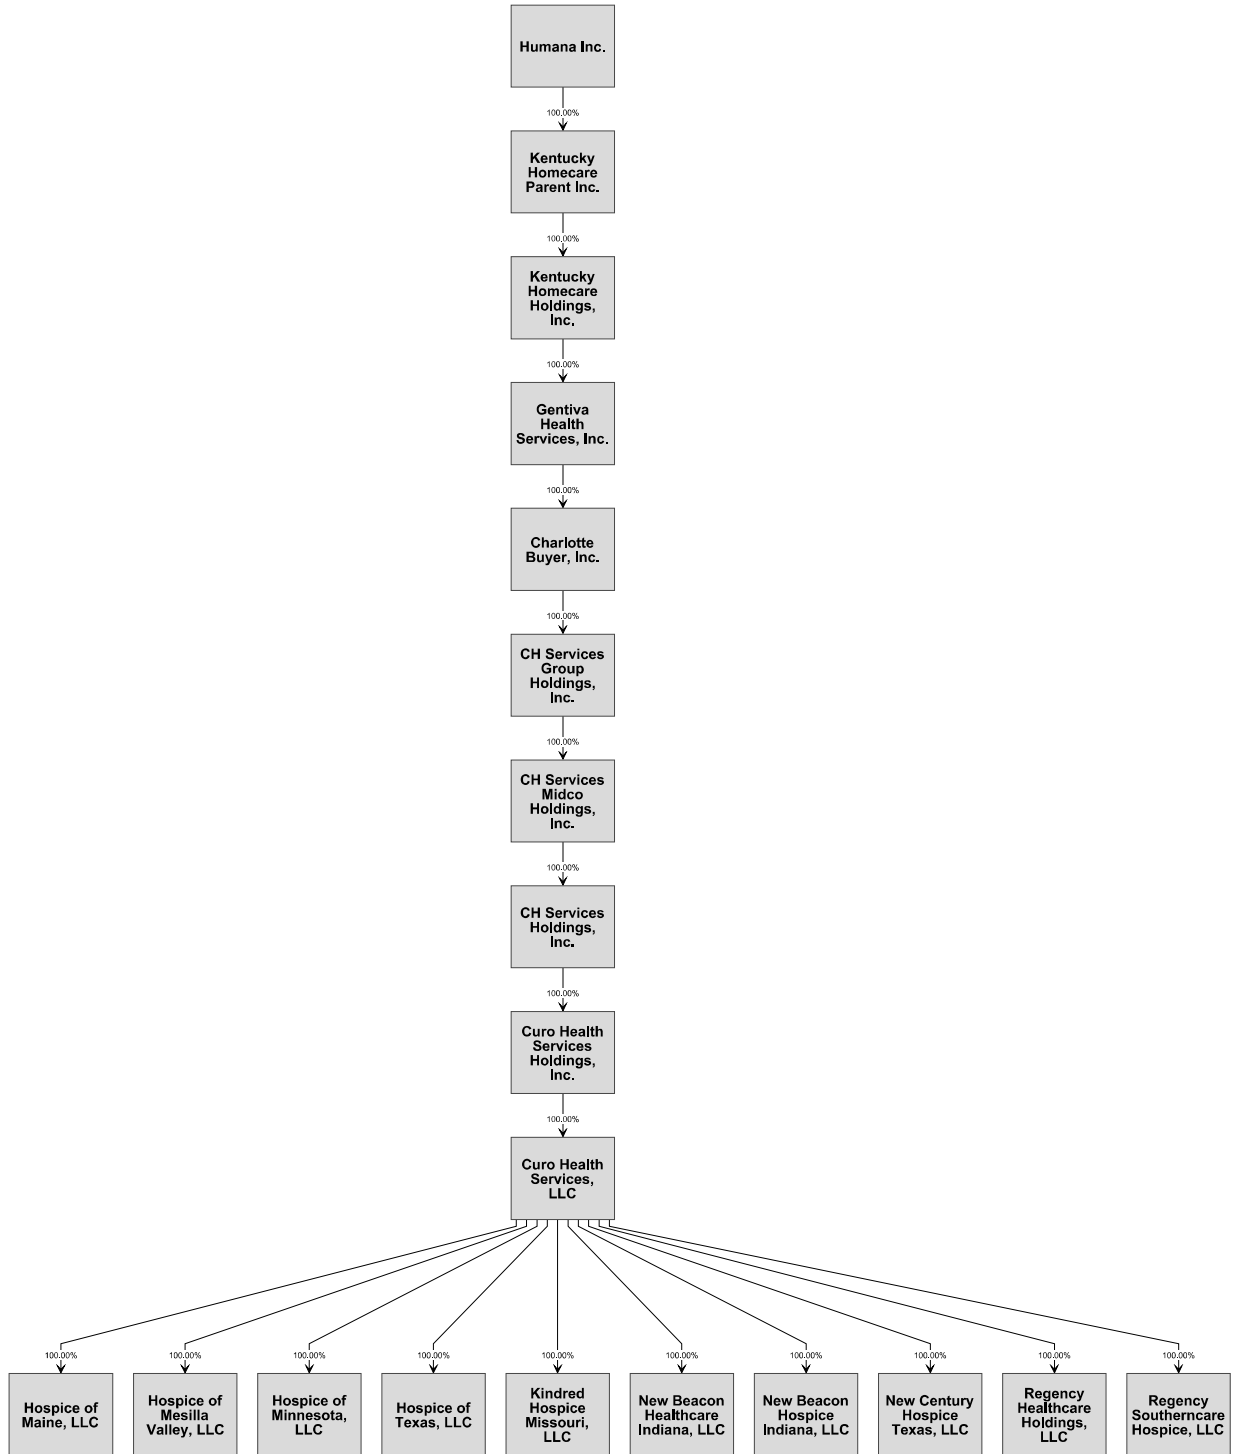 Humana Inc.
100.00%
Kentucky
Homecare
Parent Inc.
100.00%
Kentucky
Homecare
Holdings,
Inc.
100.00%
Gentiva
Health
Services, Inc.
100.00%
Charlotte
Buyer, Inc.
100.00%
CH Services
Group
Holdings,
Inc.
100.00%
CH Services
Midco
Holdings,
Inc.
100.00%
CH Services
Holdings,
Inc.
100.00%
Curo Health
Services
Holdings,
Inc.
100.00%
Curo Health
Services,
LLC
100.00%
Hospice of
Maine, LLC
100.00%
Hospice of
Mesilla
Valley, LLC
100.00%
Hospice of
Minnesota,
LLC
100.00%
Hospice of
Texas, LLC
100.00%
Kindred
Hospice
Missouri,
LLC
100.00%
New Beacon
Healthcare
Indiana, LLC
100.00%
New Beacon
Hospice
Indiana, LLC
100.00%
New Century
Hospice
Texas, LLC
100.00%
Regency
Healthcare
Holdings,
LLC
100.00%
Regency
Southerncare
Hospice, LLC